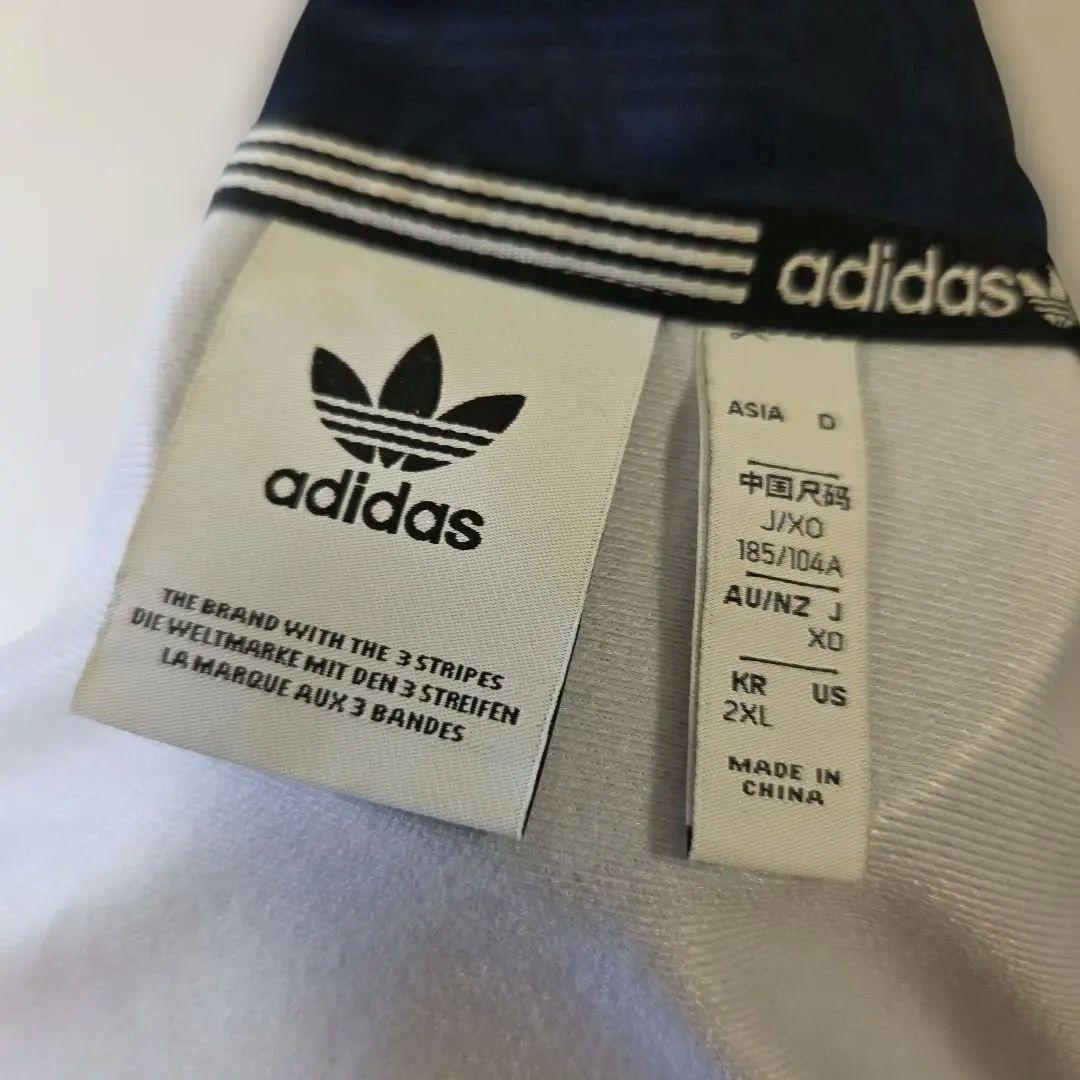 adidas
adidas
THE BRAND WITH THE 3 STRIPES
DIE WELTMARKE MIT DEN 3 STREIFEN
LA MARQUE AUX 3 BANDES
ASIA D
中国尺码
J/XO
185/104A
AU/NZ J
XO
KR US
2XL
MADE IN
CHINA